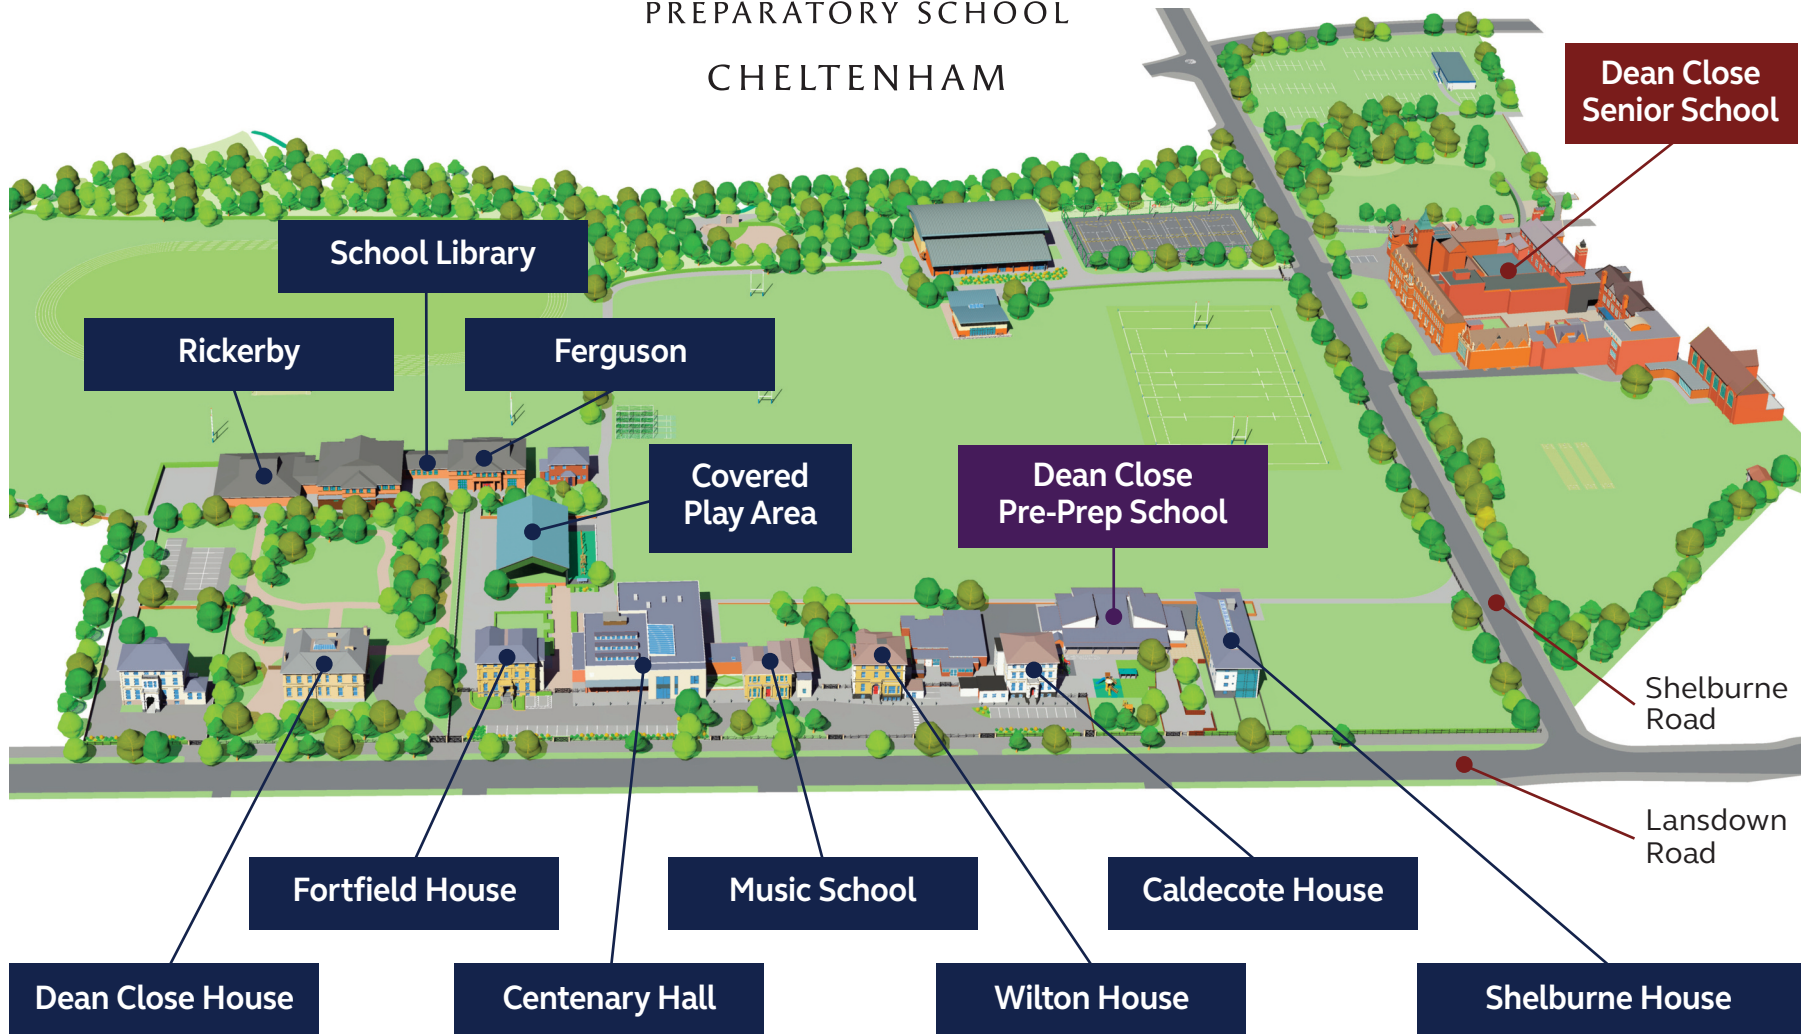 PREPARATORY SCHOOL
CHELTENHAM
Dean Close
Senior School
School Library
Rickerby
Ferguson
Covered
Play Area
Dean Close
Pre-Prep School
Shelburne
Road
Lansdown
Road
Fortfield House
Music School
Caldecote House
Dean Close House
Centenary Hall
Wilton House
Shelburne House